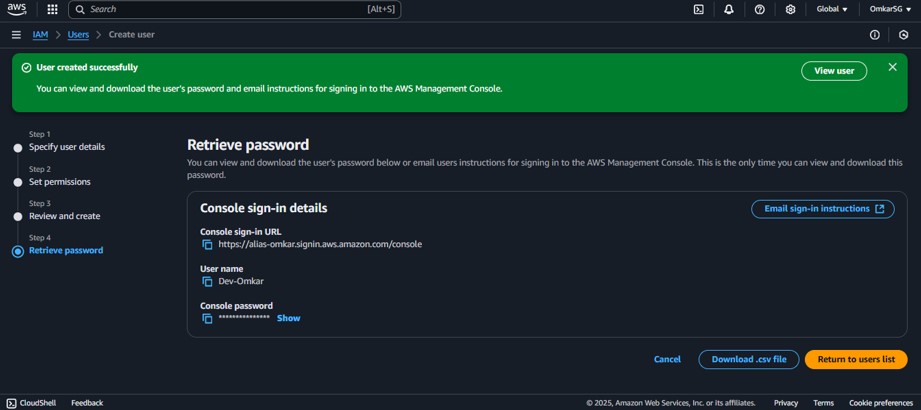 aws
Search [Alt+S]
Global ▼
OmkarSG ▼
IAM > Users > Create user
User created successfully
You can view and download the user's password and email instructions for signing in to the AWS Management Console.
View user
Step 1
Specify user details
Step 2
Set permissions
Step 3
Review and create
Step 4
Retrieve password
Retrieve password
You can view and download the user's password below or email users instructions for signing in to the AWS Management Console. This is the only time you can view and download this
password.
Console sign-in details
Email sign-in instructions
Console sign-in URL
https://alias-omkar.signin.aws.amazon.com/console
User name
Dev-Omkar
Console password
*************** Show
Cancel
Download .csv file
Return to users list
CloudShell
Feedback
© 2025, Amazon Web Services, Inc. or its affiliates.
Privacy
Terms
Cookie preferences